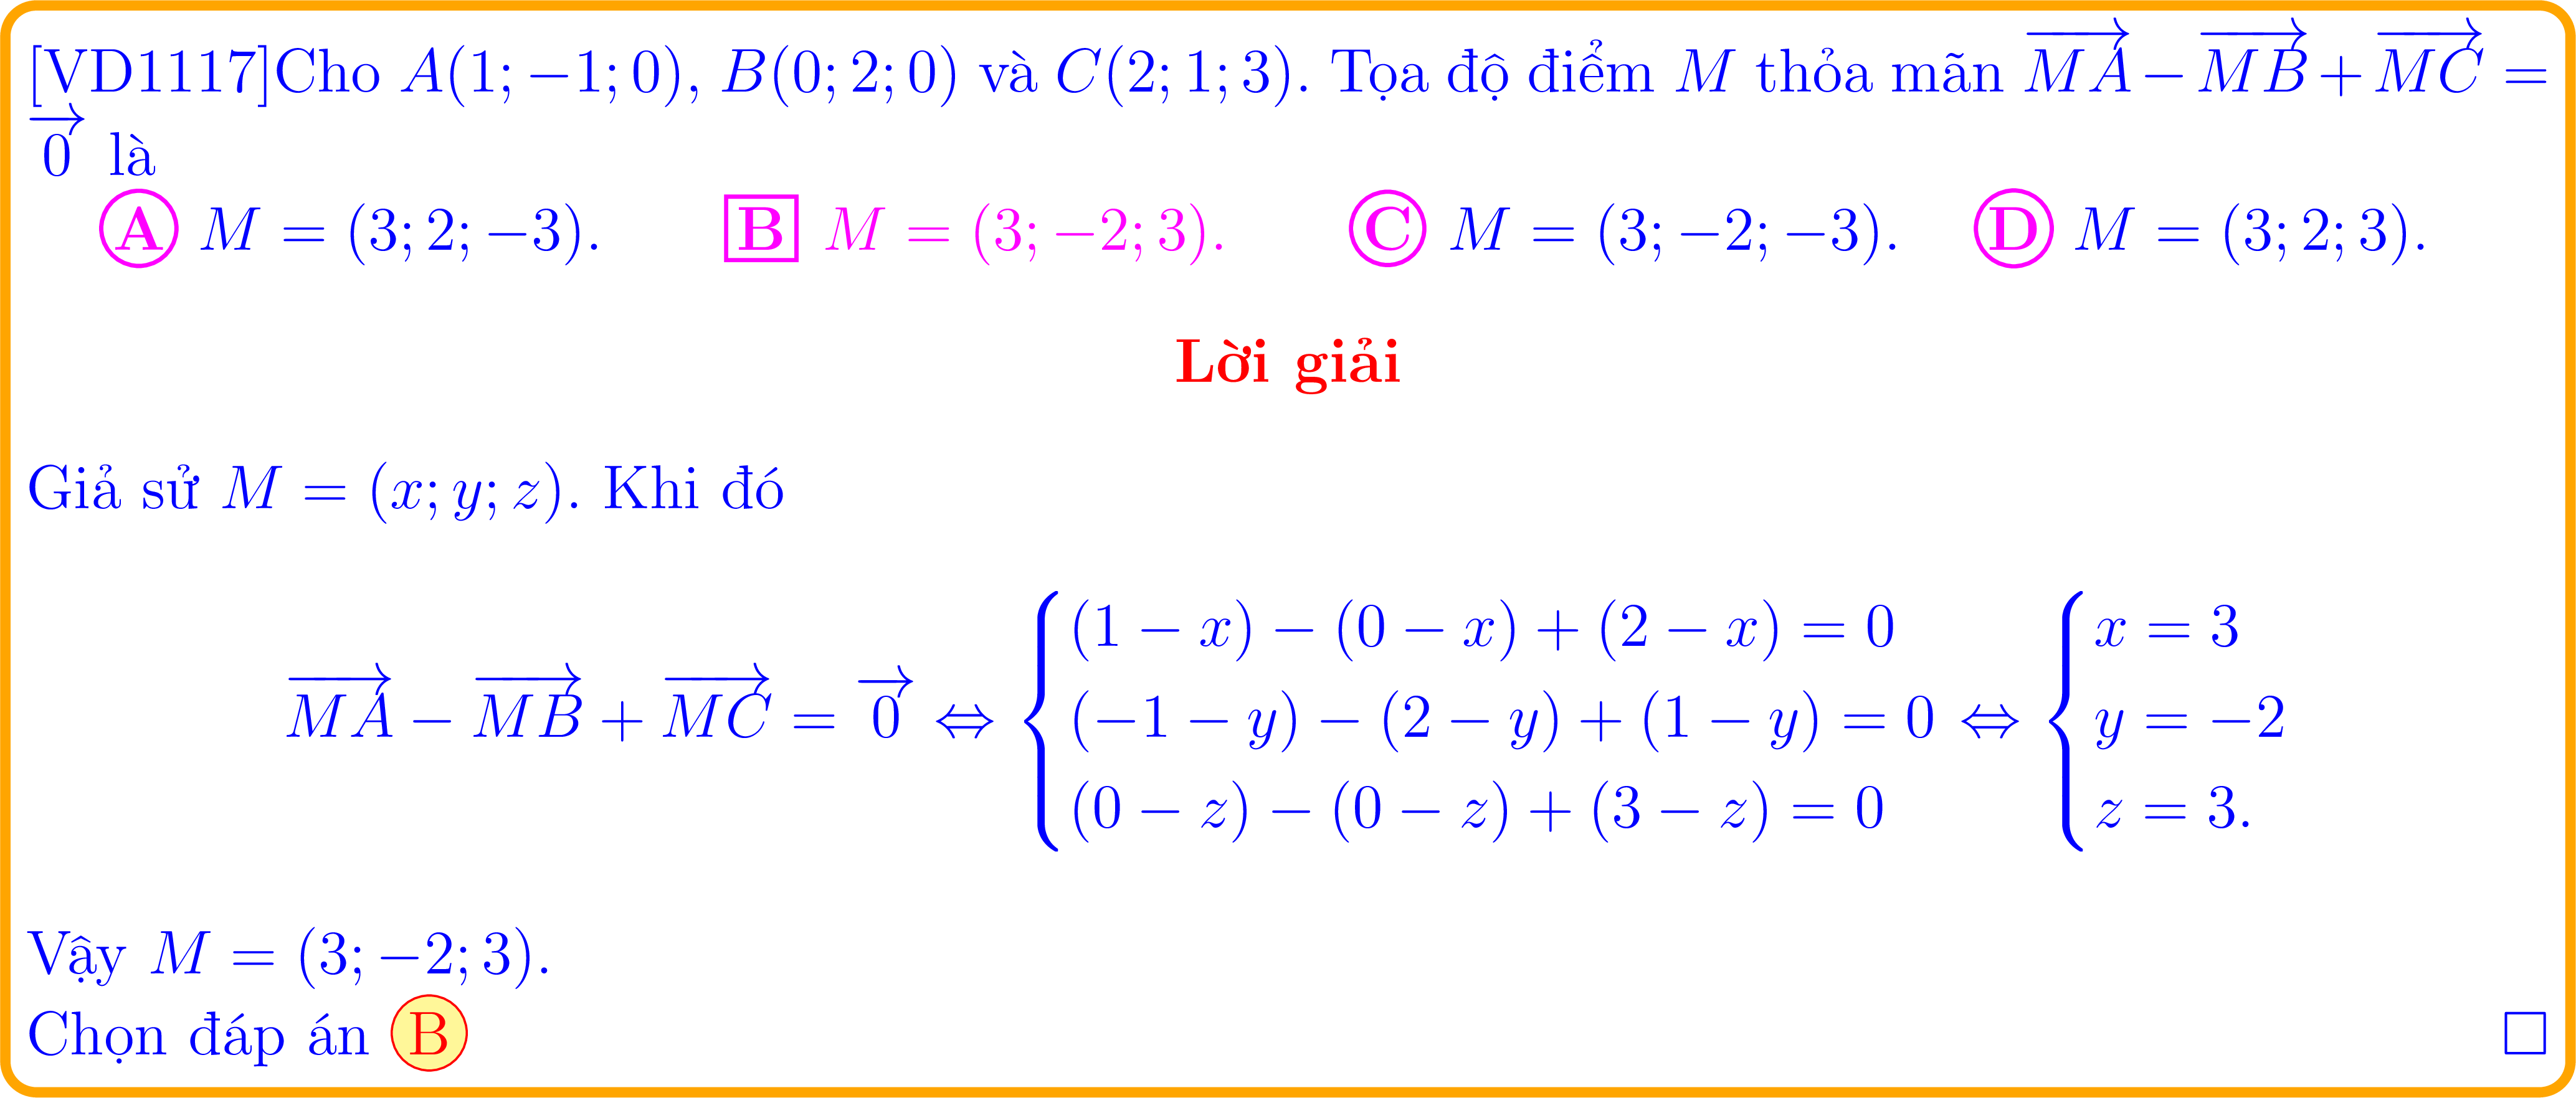 [VD1117]Cho $A(1;-1;0)$, $B(0;2;0)$ và $C(2;1;3)$. Tọa độ điểm $M$ thỏa mãn $\overrightarrow{MA}-\overrightarrow{MB}+\overrightarrow{MC}=$
$\overrightarrow{0}$ là
Ⓐ $M=(3;2;-3)$. 🄱 $M=(3;-2;3)$. Ⓒ $M=(3;-2;-3)$. Ⓓ $M=(3;2;3)$.
Lời giải
Giả sử $M=(x;y;z)$. Khi đó
$\overrightarrow{MA}-\overrightarrow{MB}+\overrightarrow{MC}=\overrightarrow{0}\Leftrightarrow\begin{cases}(1-x)-(0-x)+(2-x)=0\\(-1-y)-(2-y)+(1-y)=0\\(0-z)-(0-z)+(3-z)=0\end{cases}\Leftrightarrow\begin{cases}x=3\\y=-2\\z=3.\end{cases}$
Vậy $M=(3;-2;3)$.
Chọn đáp án Ⓑ □